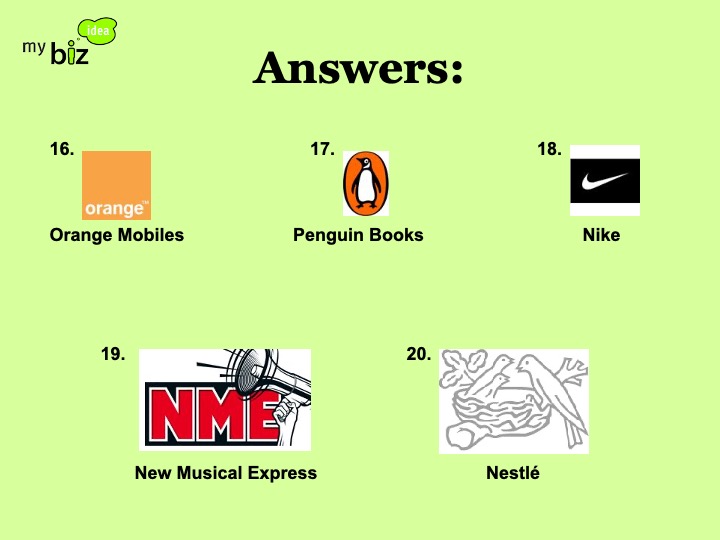 idea
my biz
Answers:
16.
orange™
Orange Mobiles
17.
Penguin Books
18.
Nike
19.
NME
New Musical Express
20.
Nestlé